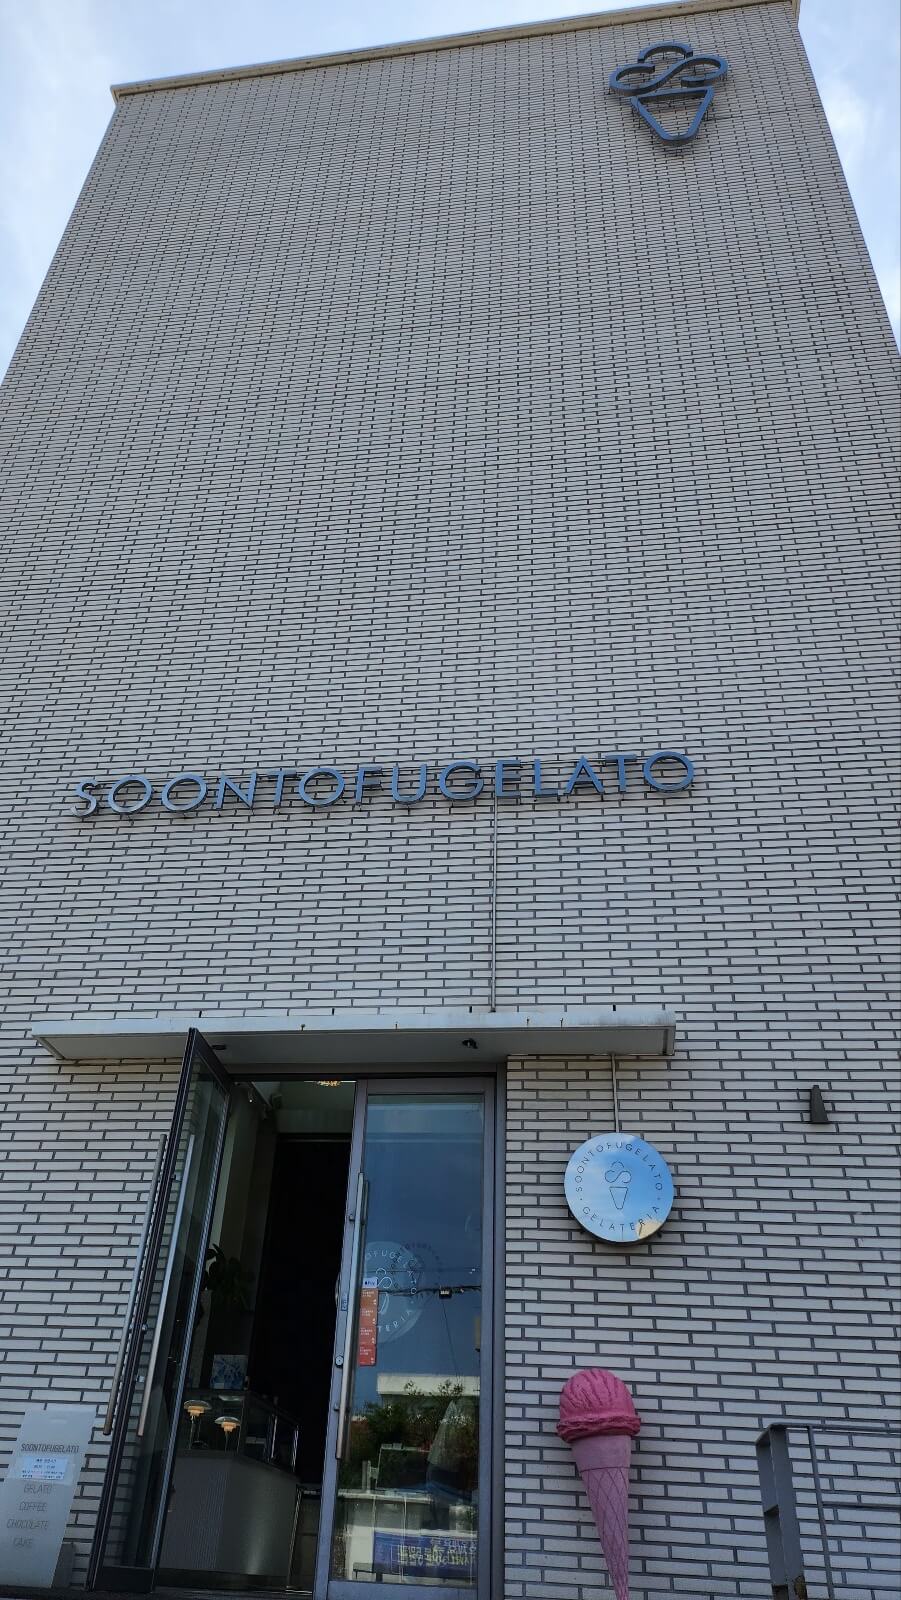 SOONTOFUGELATO
SOONTOFUGELATO
GELATERIA
SOONTOFUGELATO
GELATO
COFFEE
CHOCOLATE
CAKE